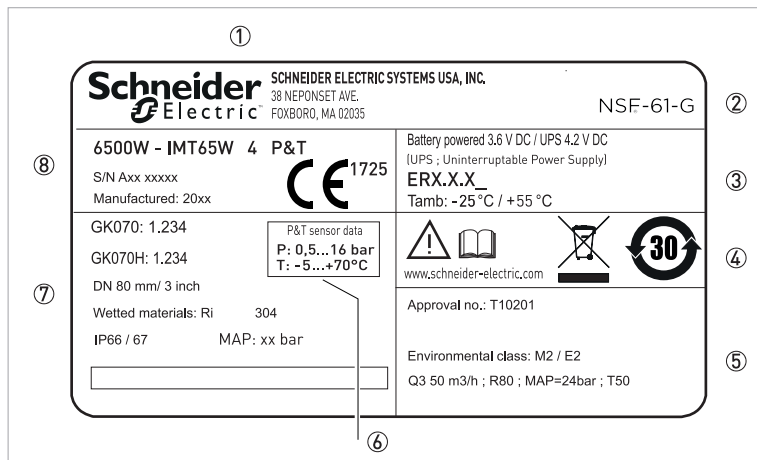 ①
Schneider Electric™
SCHNEIDER ELECTRIC SYSTEMS USA, INC.
38 NEPONSET AVE.
FOXBORO, MA 02035
NSF-61-G
②
⑧
6500W - IMT65W 4 P&T
S/N Axx xxxxx
Manufactured: 20xx
CE 1725
Battery powered 3.6 V DC / UPS 4.2 V DC
(UPS ; Uninterruptable Power Supply)
ERX.X.X_
Tamb: -25 °C / +55 °C
③
⑦
GK070: 1.234
GK070H: 1.234
DN 80 mm/ 3 inch
Wetted materials: Ri 304
IP66 / 67 MAP: xx bar
P&T sensor data
P: 0,5...16 bar
T: -5...+70°C
30
www.schneider-electric.com
④
Approval no.: T10201
Environmental class: M2 / E2
Q3 50 m3/h ; R80 ; MAP=24bar ; T50
⑤
⑥